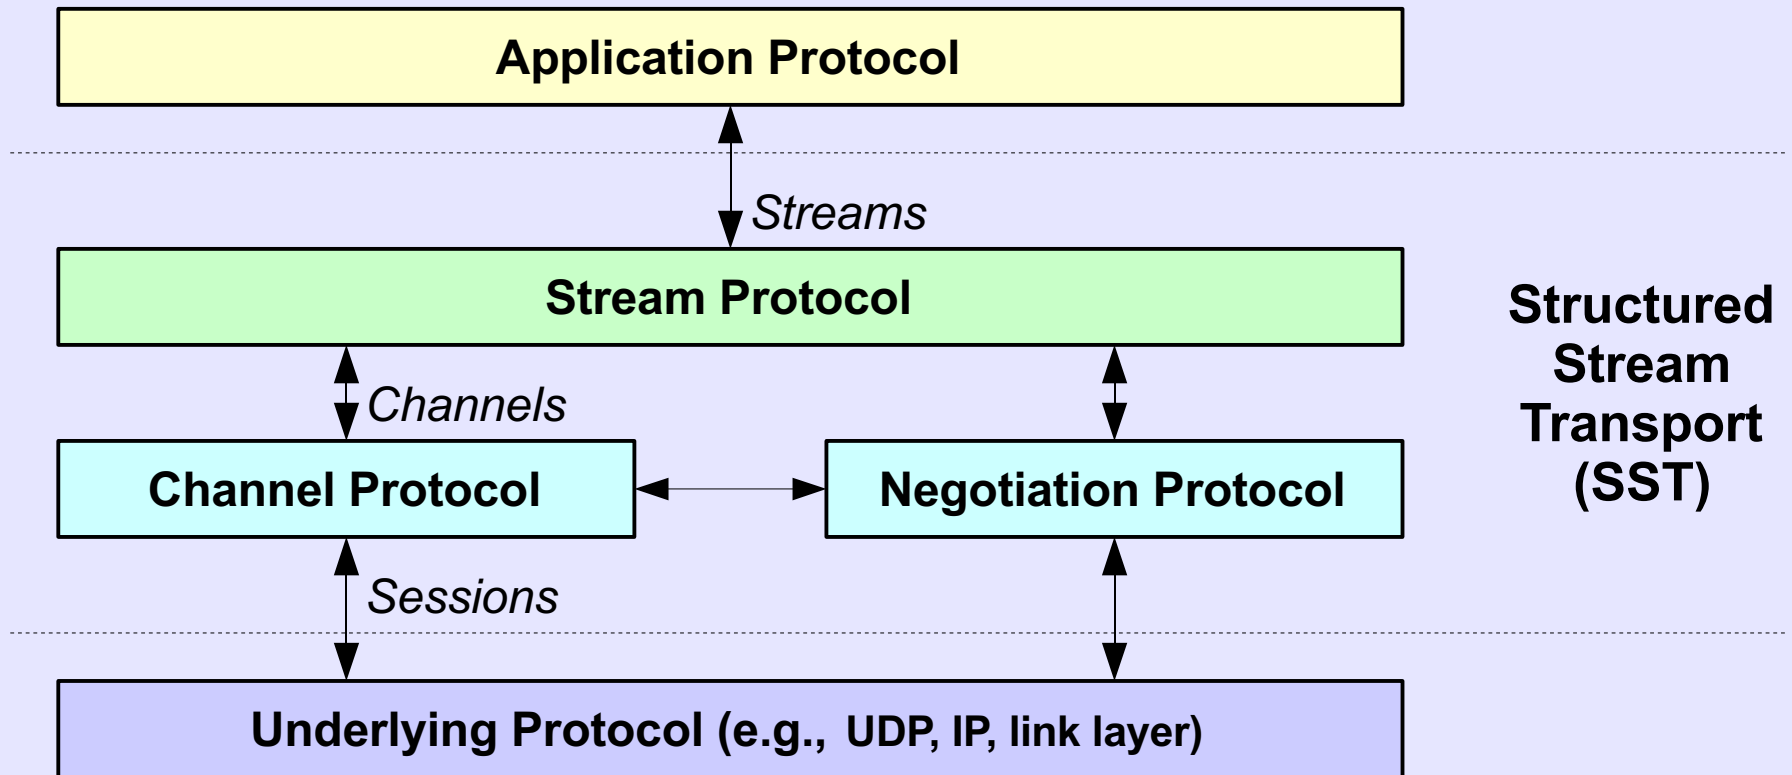 Application Protocol
Streams
Stream Protocol
Channels
Channel Protocol
Negotiation Protocol
Sessions
Underlying Protocol (e.g., UDP, IP, link layer)
Structured
Stream
Transport
(SST)